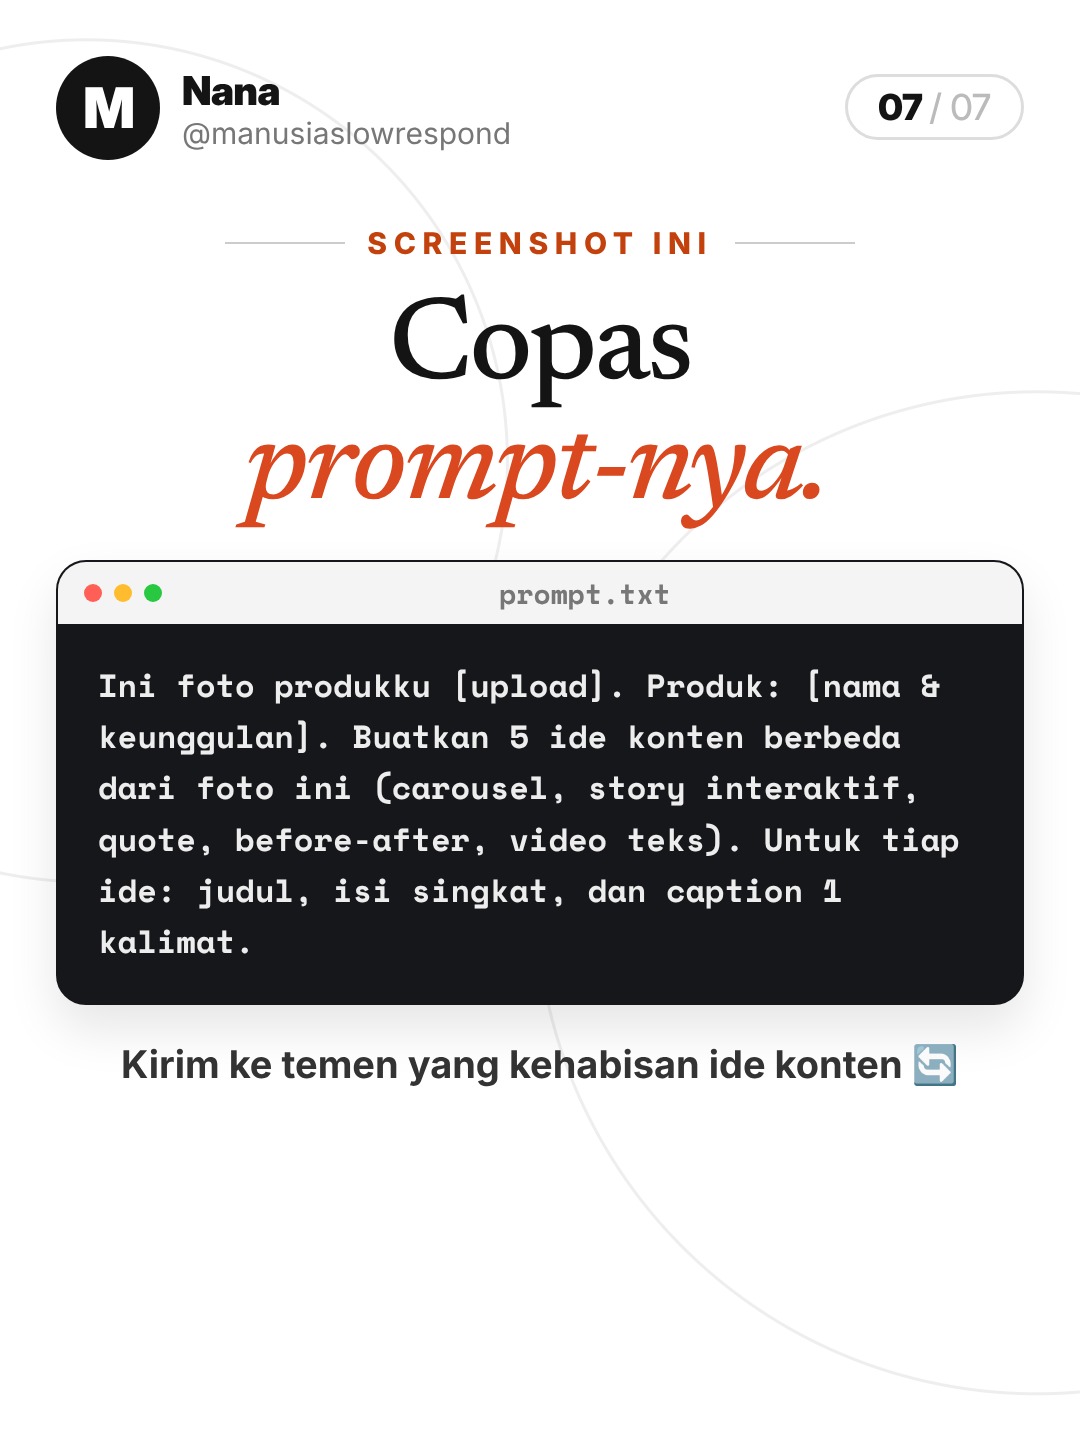 M
Nana
@manusiaslowrespond
07 / 07
SCREENSHOT INI
Copas
prompt-nya.
prompt.txt
Ini foto produkku [upload]. Produk: [nama &
keunggulan]. Buatkan 5 ide konten berbeda
dari foto ini (carousel, story interaktif,
quote, before-after, video teks). Untuk tiap
ide: judul, isi singkat, dan caption 1
kalimat.
Kirim ke temen yang kehabisan ide konten 🔄